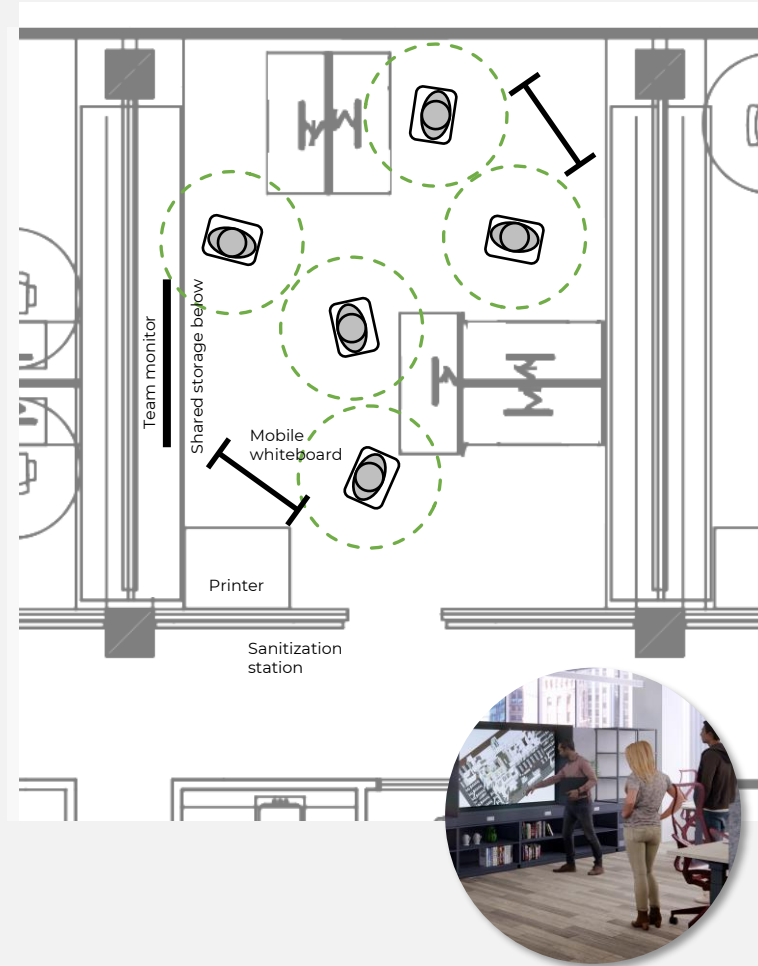 Team monitor
Shared storage below
Mobile
whiteboard
Printer
Sanitization
station